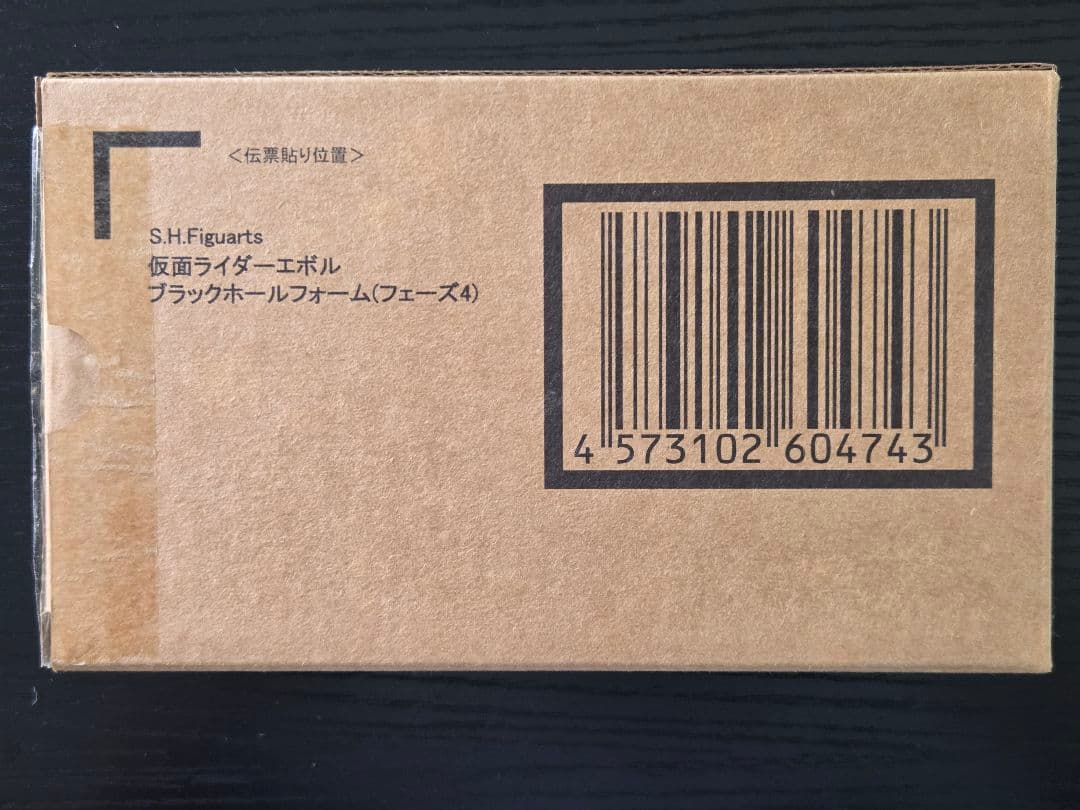 <伝票貼り位置>
S.H.Figuarts
仮面ライダーエボル
ブラックホールフォーム(フェーズ4)
4 573102 604743